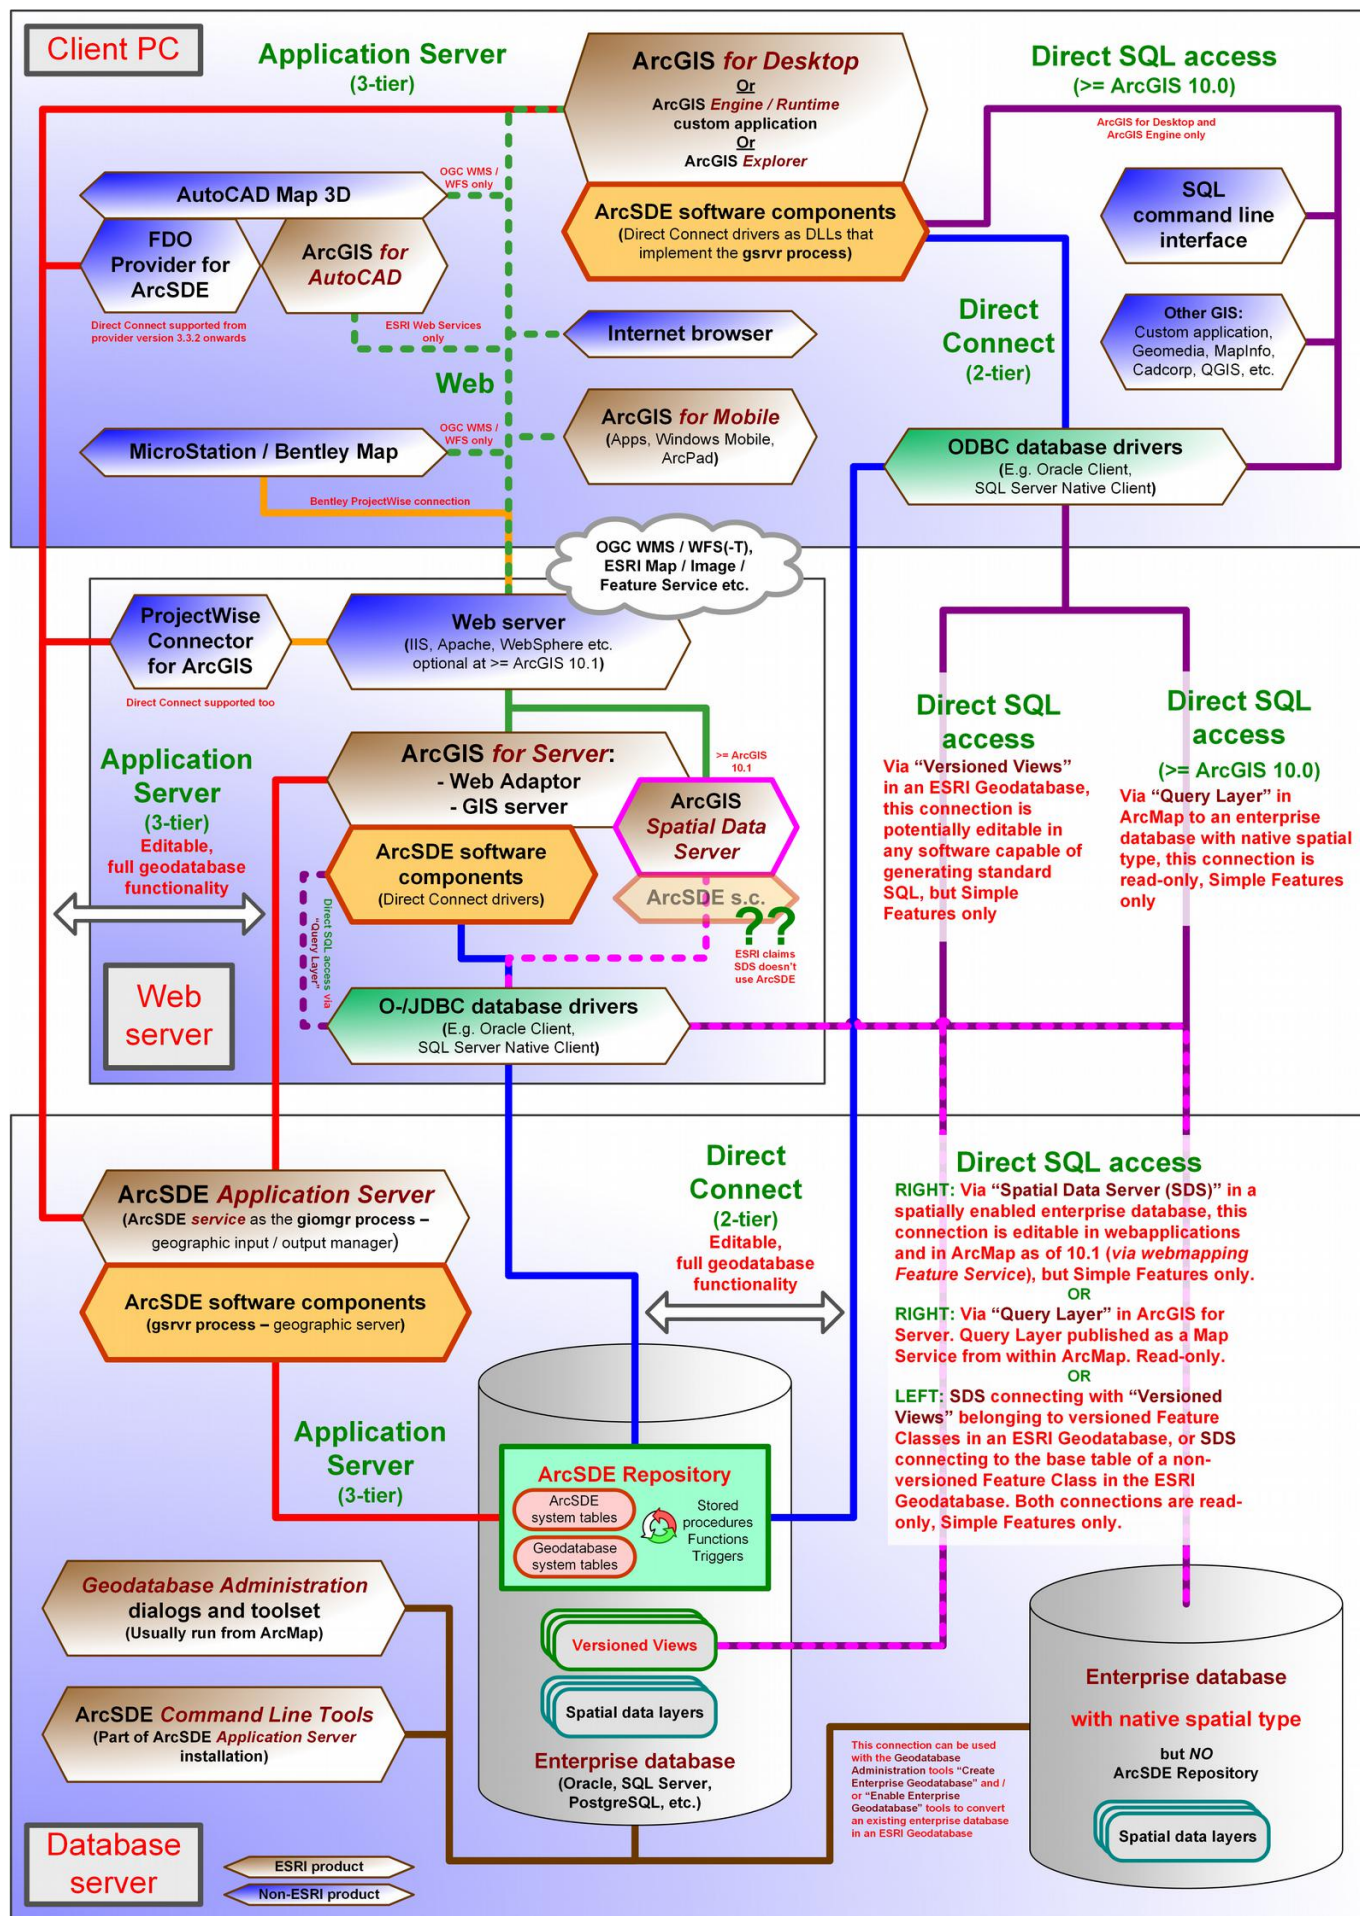 Client PC
Application Server
(3-tier)
ArcGIS for Desktop
Or
ArcGIS Engine / Runtime
custom application
Or
ArcGIS Explorer
Direct SQL access
(>= ArcGIS 10.0)
ArcGIS for Desktop and
ArcGIS Engine only
OGC WMS /
WFS only
AutoCAD Map 3D
FDO
Provider for
ArcSDE
ArcGIS for
AutoCAD
ArcSDE software components
(Direct Connect drivers as DLLs that
implement the gsrvr process)
SQL
command line
interface
Direct Connect supported from
provider version 3.3.2 onwards
ESRI Web Services
only
Internet browser
Direct
Connect
(2-tier)
Other GIS:
Custom application,
Geomedia, MapInfo,
Cadcorp, QGIS, etc.
Web
ArcGIS for Mobile
(Apps, Windows Mobile,
ArcPad)
OGC WMS /
WFS only
MicroStation / Bentley Map
ODBC database drivers
(E.g. Oracle Client,
SQL Server Native Client)
Bentley ProjectWise connection
OGC WMS / WFS(-T),
ESRI Map / Image /
Feature Service etc.
ProjectWise
Connector
for ArcGIS
Direct Connect supported too
Web server
(IIS, Apache, WebSphere etc.
optional at >= ArcGIS 10.1)
Application
Server
(3-tier)
Editable,
full geodatabase
functionality
ArcGIS for Server:
- Web Adaptor
- GIS server
>= ArcGIS
10.1
ArcGIS
Spatial Data
Server
ArcSDE software
components
(Direct Connect drivers)
ArcSDE s.c.
??
ESRI claims
SDS doesn't
use ArcSDE
Direct SQL access via
"Query Layer"
Direct SQL
access
Via “Versioned Views”
in an ESRI Geodatabase,
this connection is
potentially editable in
any software capable of
generating standard
SQL, but Simple
Features only
Direct SQL
access
(>= ArcGIS 10.0)
Via “Query Layer” in
ArcMap to an enterprise
database with native spatial
type, this connection is
read-only, Simple Features
only
Web
server
O-/JDBC database drivers
(E.g. Oracle Client,
SQL Server Native Client)
ArcSDE Application Server
(ArcSDE service as the giomgr process –
geographic input / output manager)
ArcSDE software components
(gsrvr process – geographic server)
Direct
Connect
(2-tier)
Editable,
full geodatabase
functionality
Direct SQL access
RIGHT: Via “Spatial Data Server (SDS)” in a
spatially enabled enterprise database, this
connection is editable in webapplications
and in ArcMap as of 10.1 (via webmapping
Feature Service), but Simple Features only.
OR
RIGHT: Via “Query Layer” in ArcGIS for
Server. Query Layer published as a Map
Service from within ArcMap. Read-only.
OR
LEFT: SDS connecting with “Versioned
Views” belonging to versioned Feature
Classes in an ESRI Geodatabase, or SDS
connecting to the base table of a non-
versioned Feature Class in the ESRI
Geodatabase. Both connections are read-
only, Simple Features only.
Application
Server
(3-tier)
ArcSDE Repository
ArcSDE
system tables
Geodatabase
system tables
Stored
procedures
Functions
Triggers
Geodatabase Administration
dialogs and toolset
(Usually run from ArcMap)
Versioned Views
Spatial data layers
Enterprise database
(Oracle, SQL Server,
PostgreSQL, etc.)
ArcSDE Command Line Tools
(Part of ArcSDE Application Server
installation)
Enterprise database
with native spatial type
but NO
ArcSDE Repository
Spatial data layers
This connection can be used
with the Geodatabase
Administration tools “Create
Enterprise Geodatabase” and /
or “Enable Enterprise
Geodatabase” tools to convert
an existing enterprise database
in an ESRI Geodatabase
Database
server
ESRI product
Non-ESRI product